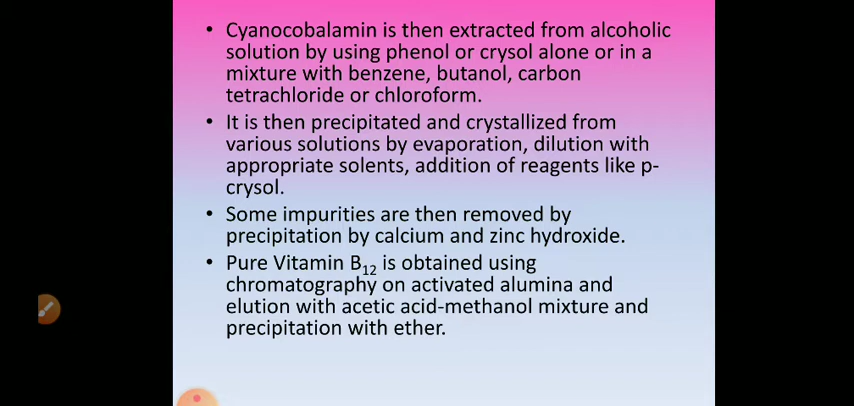 • Cyanocobalamin is then extracted from alcoholic
solution by using phenol or crysol alone or in a
mixture with benzene, butanol, carbon
tetrachloride or chloroform.
• It is then precipitated and crystallized from
various solutions by evaporation, dilution with
appropriate solents, addition of reagents like p-
crysol.
• Some impurities are then removed by
precipitation by calcium and zinc hydroxide.
• Pure Vitamin B₁₂ is obtained using
chromatography on activated alumina and
elution with acetic acid-methanol mixture and
precipitation with ether.